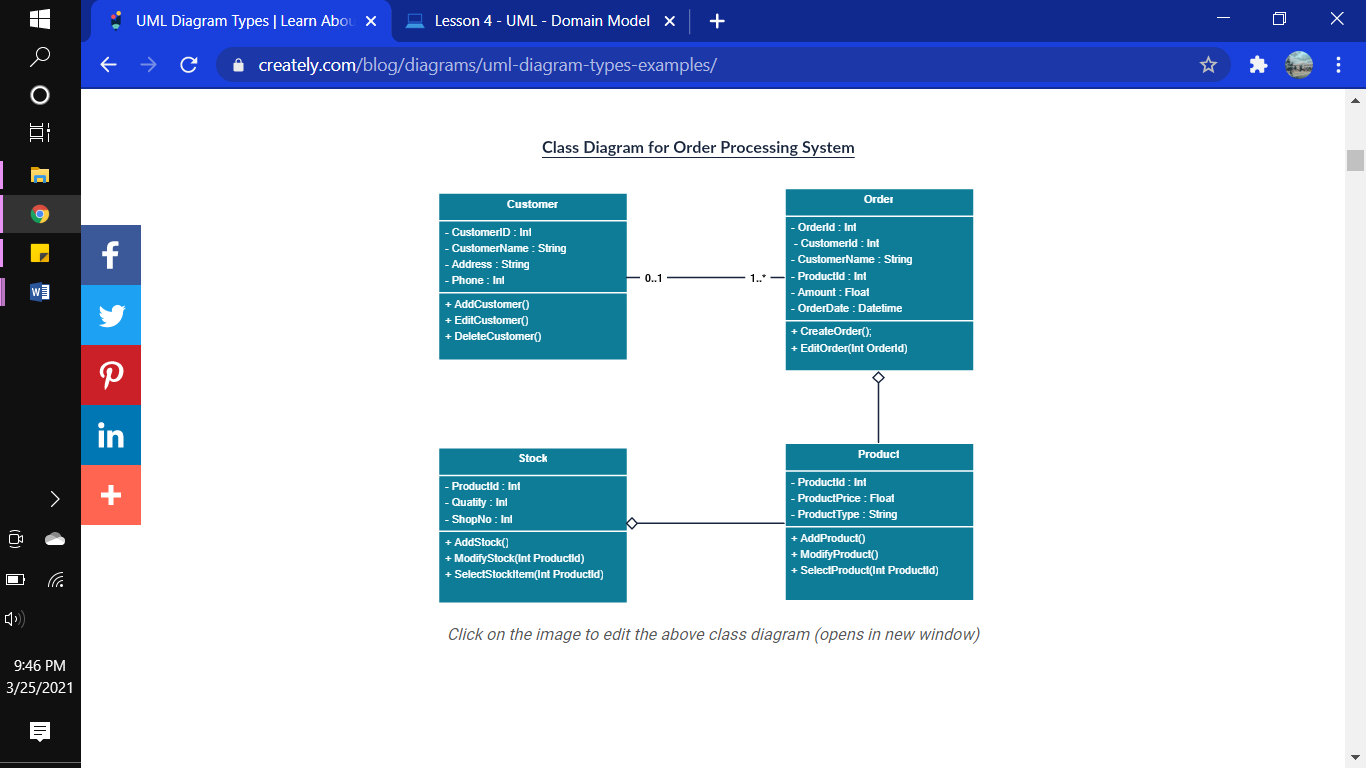 UML Diagram Types | Learn Abou
Lesson 4 - UML - Domain Model
creately.com/blog/diagrams/uml-diagram-types-examples/
Class Diagram for Order Processing System
Customer
- CustomerID : Int
- CustomerName : String
- Address : String
- Phone : Int
+ AddCustomer()
+ EditCustomer()
+ DeleteCustomer()
0..1
1..*
Order
- OrderId : Int
- CustomerId : Int
- CustomerName : String
- ProductId : Int
- Amount : Float
- OrderDate : Datetime
+ CreateOrder();
+ EditOrder(Int OrderId)
Stock
- ProductId : Int
- Quatity : Int
- ShopNo : Int
+ AddStock()
+ ModifyStock(Int ProductId)
+ SelectStockItem(Int ProductId)
Product
- ProductId : Int
- ProductPrice : Float
- ProductType : String
+ AddProduct()
+ ModifyProduct()
+ SelectProduct(Int ProductId)
Click on the image to edit the above class diagram (opens in new window)
9:46 PM
3/25/2021